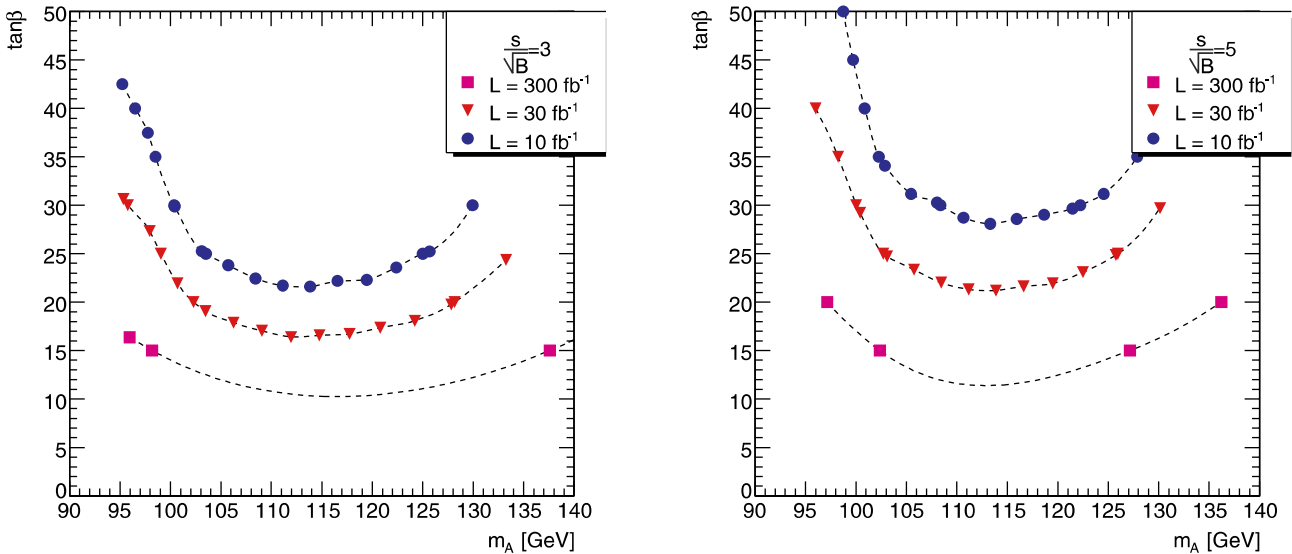 tanβ
50
45
40
35
30
25
20
15
10
5
0
90 95 100 105 110 115 120 125 130 135 140
m_A [GeV]
s/√B=3
L = 300 fb⁻¹
L = 30 fb⁻¹
L = 10 fb⁻¹
tanβ
50
45
40
35
30
25
20
15
10
5
0
90 95 100 105 110 115 120 125 130 135 140
m_A [GeV]
s/√B=5
L = 300 fb⁻¹
L = 30 fb⁻¹
L = 10 fb⁻¹